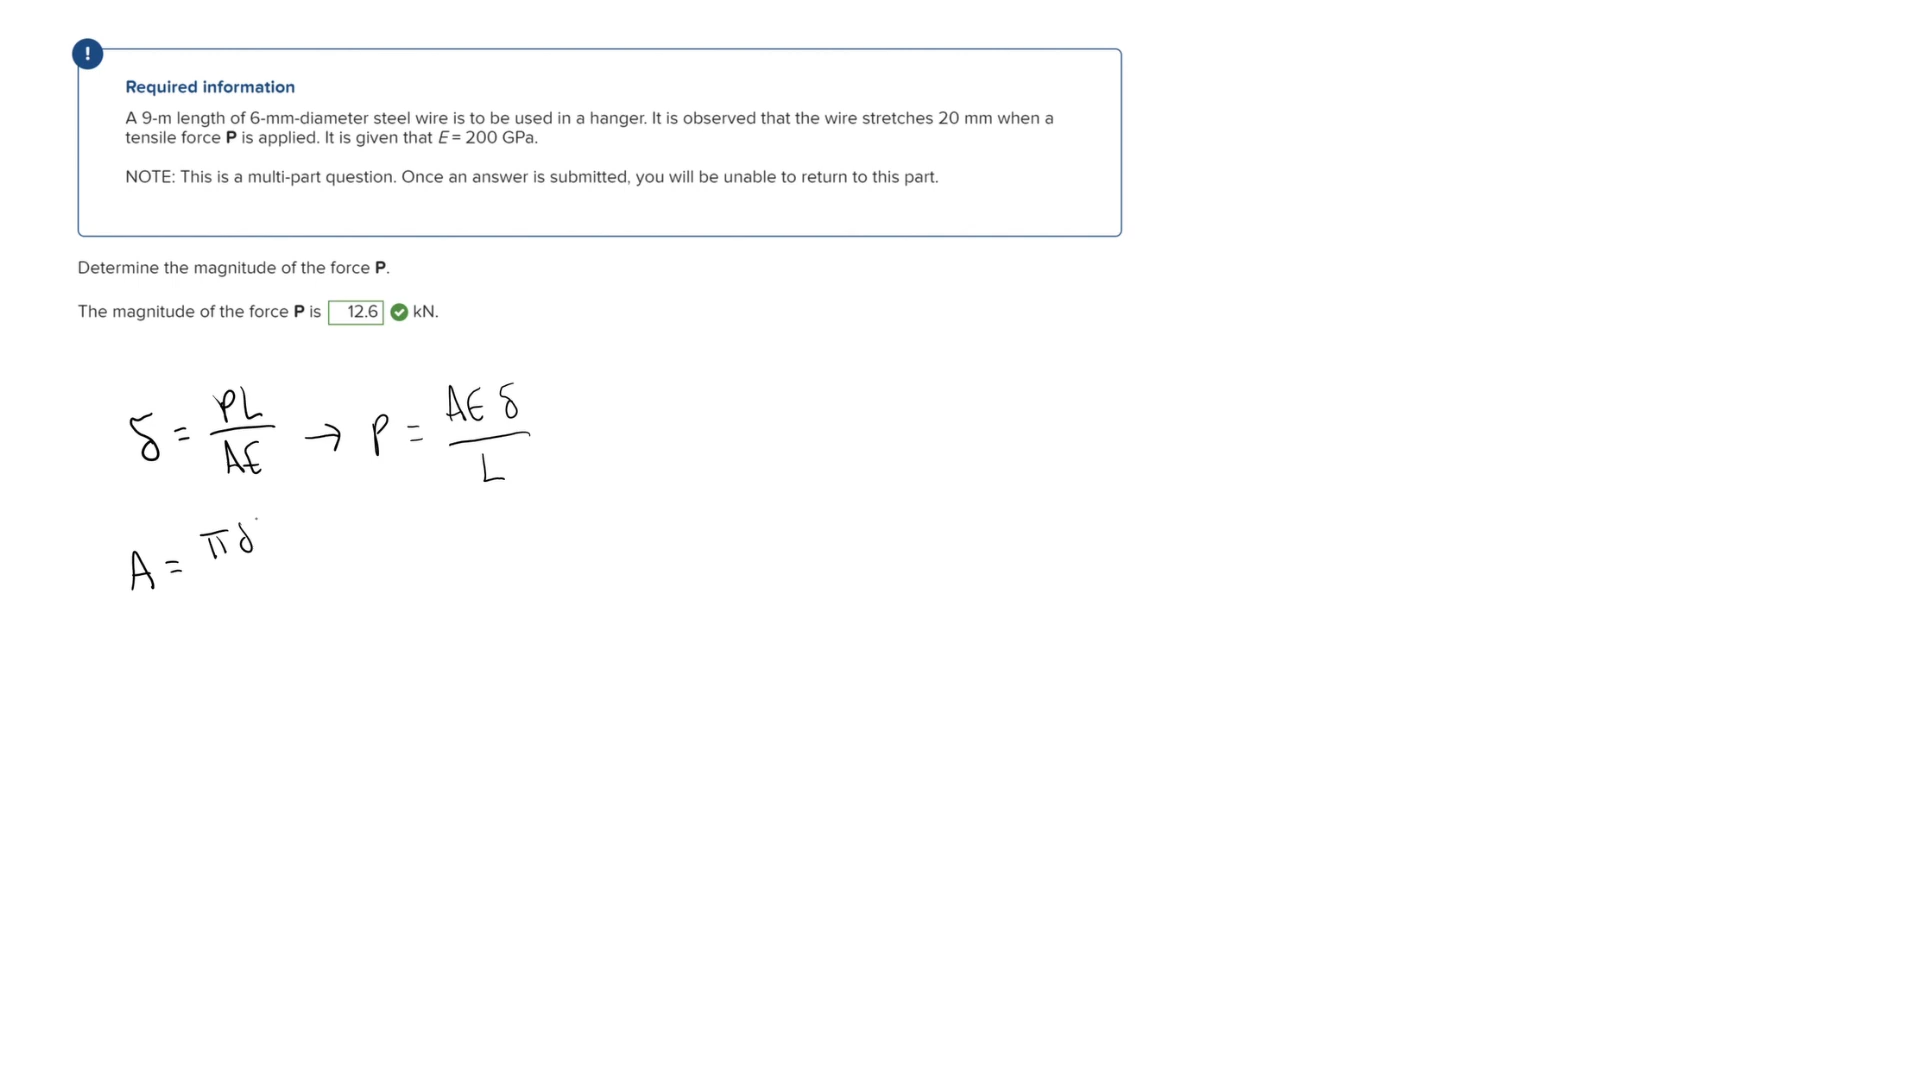 !
Required information
A 9-m length of 6-mm-diameter steel wire is to be used in a hanger. It is observed that the wire stretches 20 mm when a
tensile force P is applied. It is given that E = 200 GPa.
NOTE: This is a multi-part question. Once an answer is submitted, you will be unable to return to this part.
Determine the magnitude of the force P.
The magnitude of the force P is 12.6 kN.
δ = PL/AE → P = AEδ/L
A = πd